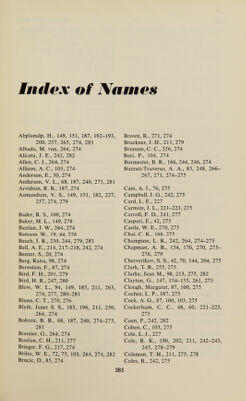 Index of Names
Abplanalp, H., 149, 151, 187, 192–193,
200, 257, 265, 274, 283
Albada, M. van, 264, 274
Alicata, J. E., 242, 282
Allen, C. J., 264, 274
Allison, A. C., 103, 274
Anderson, E., 30, 274
Anderson, V. L., 68, 187, 240, 275, 281
Arvidson, R. B., 187, 274
Asmundson, V. S., 149, 151, 182, 227,
257, 274, 279
Bader, R. S., 100, 274
Baker, M. L., 149, 278
Bastian, J. W., 264, 274
Bateson, W., 19, 44, 326
Beach, J. R., 230, 244, 279, 283
Bell, A. E., 214, 217–218, 242, 274
Benzer, S., 20, 274
Berg, Raisa, 98, 274
Bernstein, F., 87, 274
Bird, F. H., 201, 279
Bird, H. R., 247, 280
Blow, W. L., 94, 149, 185, 211, 263,
274, 277, 280–281
Blum, C. T., 270, 276
Blyth, Janet S. S., 183, 196, 211, 250,
264, 274
Bohren, B. B., 68, 187, 240, 274–275,
281
Bonnier, G., 264, 274
Bostian, C. H., 211, 277
Brieger, F. G., 217, 274
Briles, W. E., 72, 75, 103, 264, 274, 282
Brncic, D., 85, 274
Brown, R., 271, 274
Bruckner, J. H., 211, 279
Brunson, C. C., 256, 274
Buri, P., 104, 274
Burmester, B. R., 166, 244, 246, 274
Buzzati-Traverso, A. A., 85, 248, 266–
267, 271, 274–275
Cain, A. J., 76, 275
Campbell, J. G., 242, 275
Card, L. E., 227
Carmon, J. L., 221–223, 275
Carroll, F. D., 241, 277
Caspari, E., 42, 275
Castle, W. E., 270, 275
Chai, C. K., 166, 275
Champion, L. R., 242, 264, 274–275
Chapman, A. B., 154, 170, 270, 275–
276, 279
Chetverikov, S. S., 42, 70, 144, 204, 275
Clark, T. B., 255, 275
Clarke, Jean M., 98, 213, 275, 282
Clayton, G., 147, 154–155, 263, 275
Clough, Margaret, 87, 100, 275
Cochez, L. P., 187, 275
Cock, A. G., 87, 100, 103, 275
Cockerham, C. C., 48, 60, 221–223,
275
Coen, P., 242, 282
Cohen, C., 103, 275
Cole, L. J., 227
Cole, R. K., 190, 202, 211, 242–243,
245, 278–279
Coleman, T. H., 211, 275, 278
Coles, R., 242, 275
285